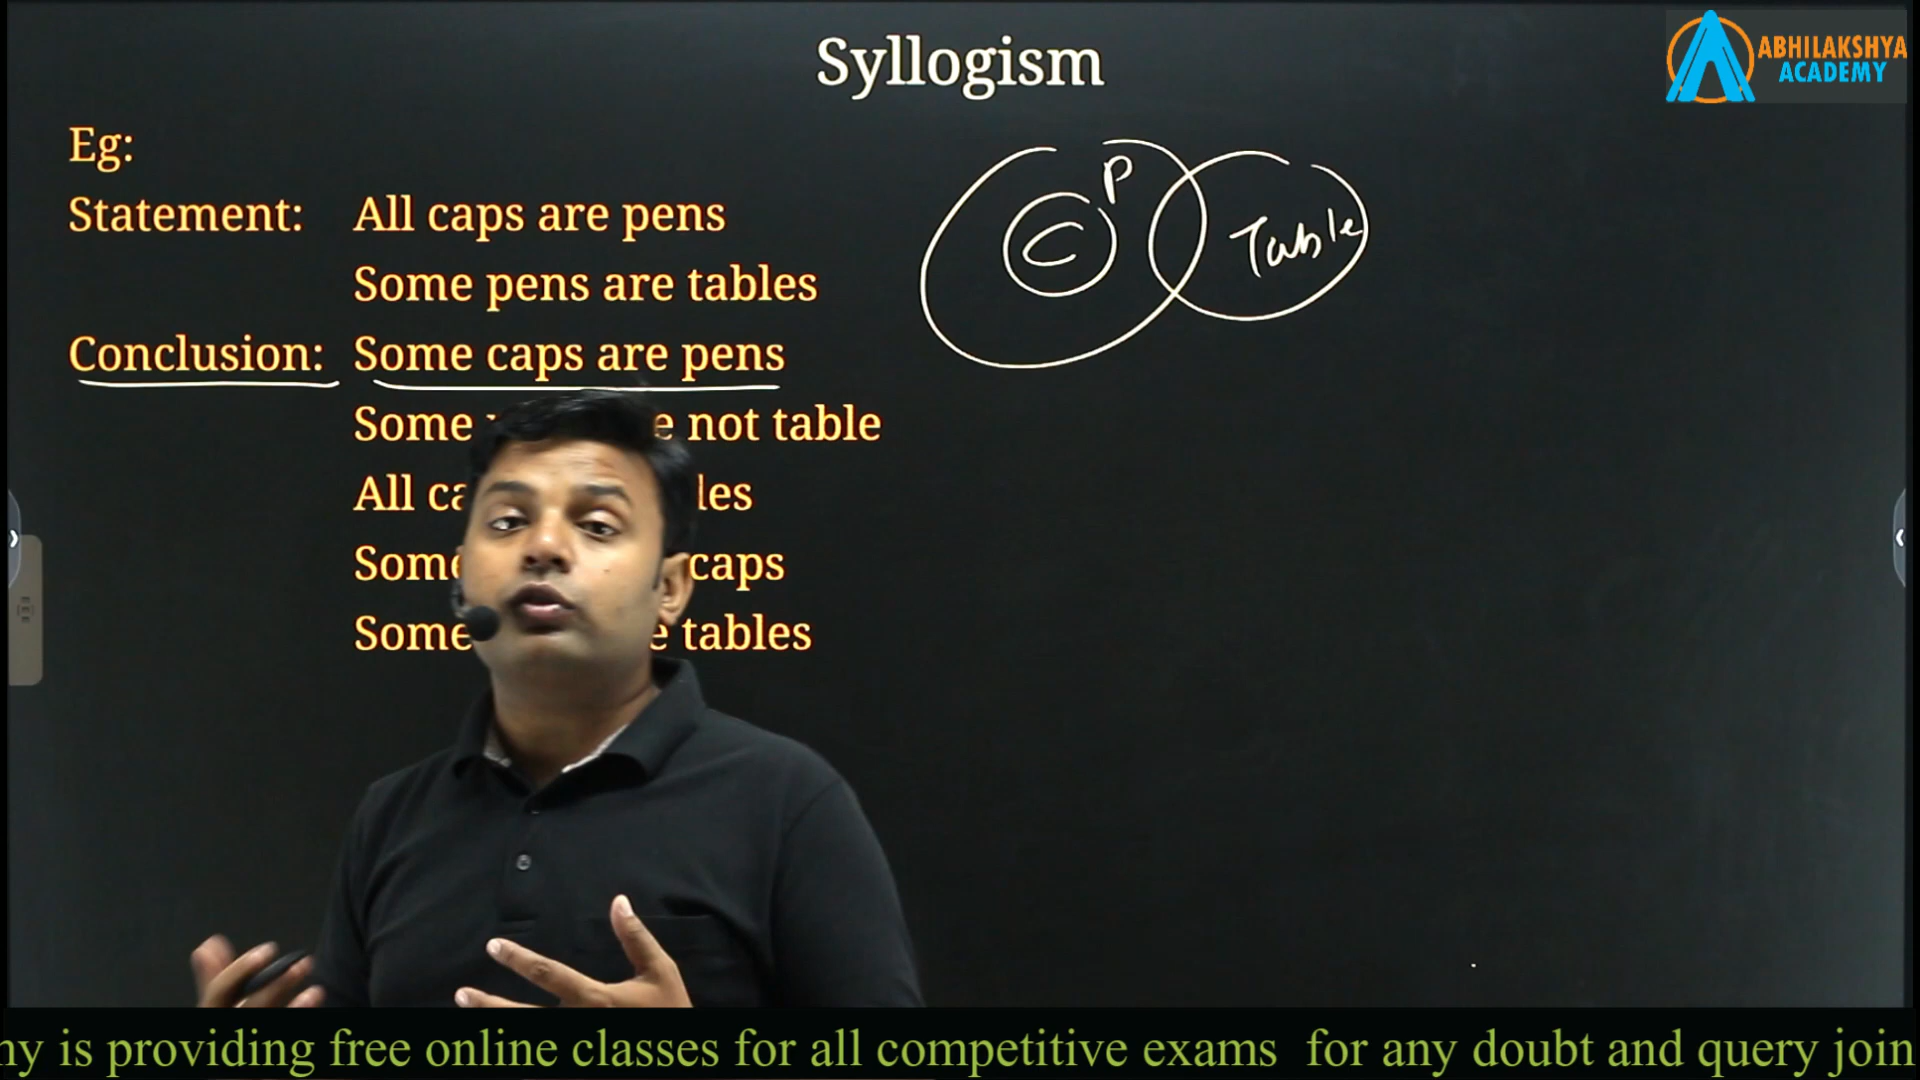 Syllogism
ABHILAKSHYA
ACADEMY
Eg:
Statement: All caps are pens
Some pens are tables
Conclusion: Some caps are pens
Some not table
All
Some caps
Some tables
C
P
Table
is providing free online classes for all competitive exams for any doubt and query join